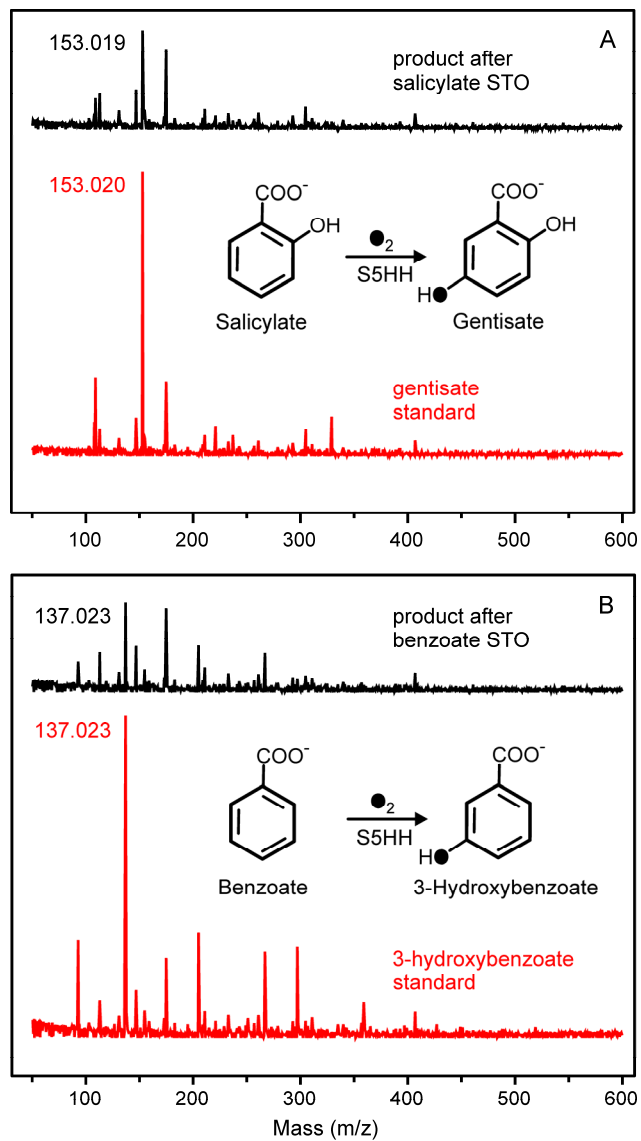 153.019
A
product after
salicylate STO
153.020
COO⁻
OH
●₂
S5HH
COO⁻
OH
H●
Salicylate
Gentisate
gentisate
standard
100 200 300 400 500 600
137.023
B
product after
benzoate STO
137.023
COO⁻
●₂
S5HH
COO⁻
H●
Benzoate
3-Hydroxybenzoate
3-hydroxybenzoate
standard
100 200 300 400 500 600
Mass (m/z)